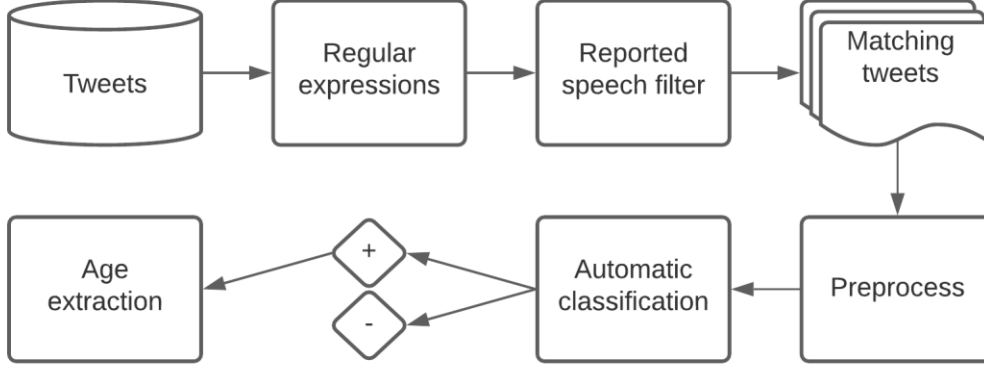 Tweets
Regular
expressions
Reported
speech filter
Matching
tweets
Age
extraction
+
-
Automatic
classification
Preprocess